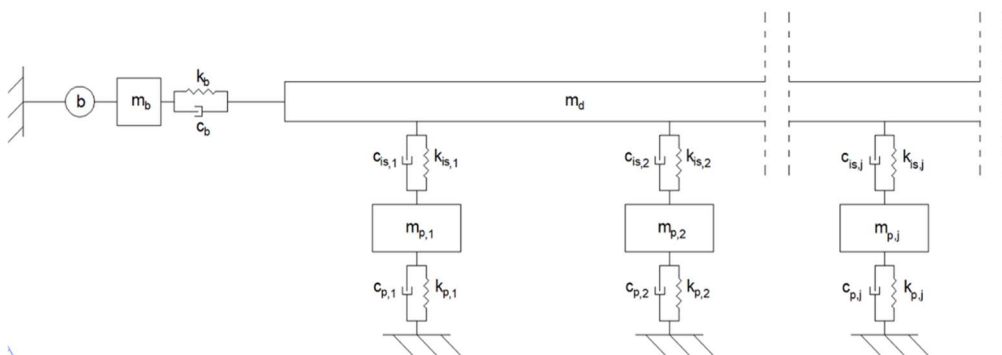 k_b
b
m_b
m_d
c_b
c_is,1 k_is,1
c_is,2 k_is,2
c_is,j k_is,j
m_p,1
m_p,2
m_p,j
c_p,1 k_p,1
c_p,2 k_p,2
c_p,j k_p,j